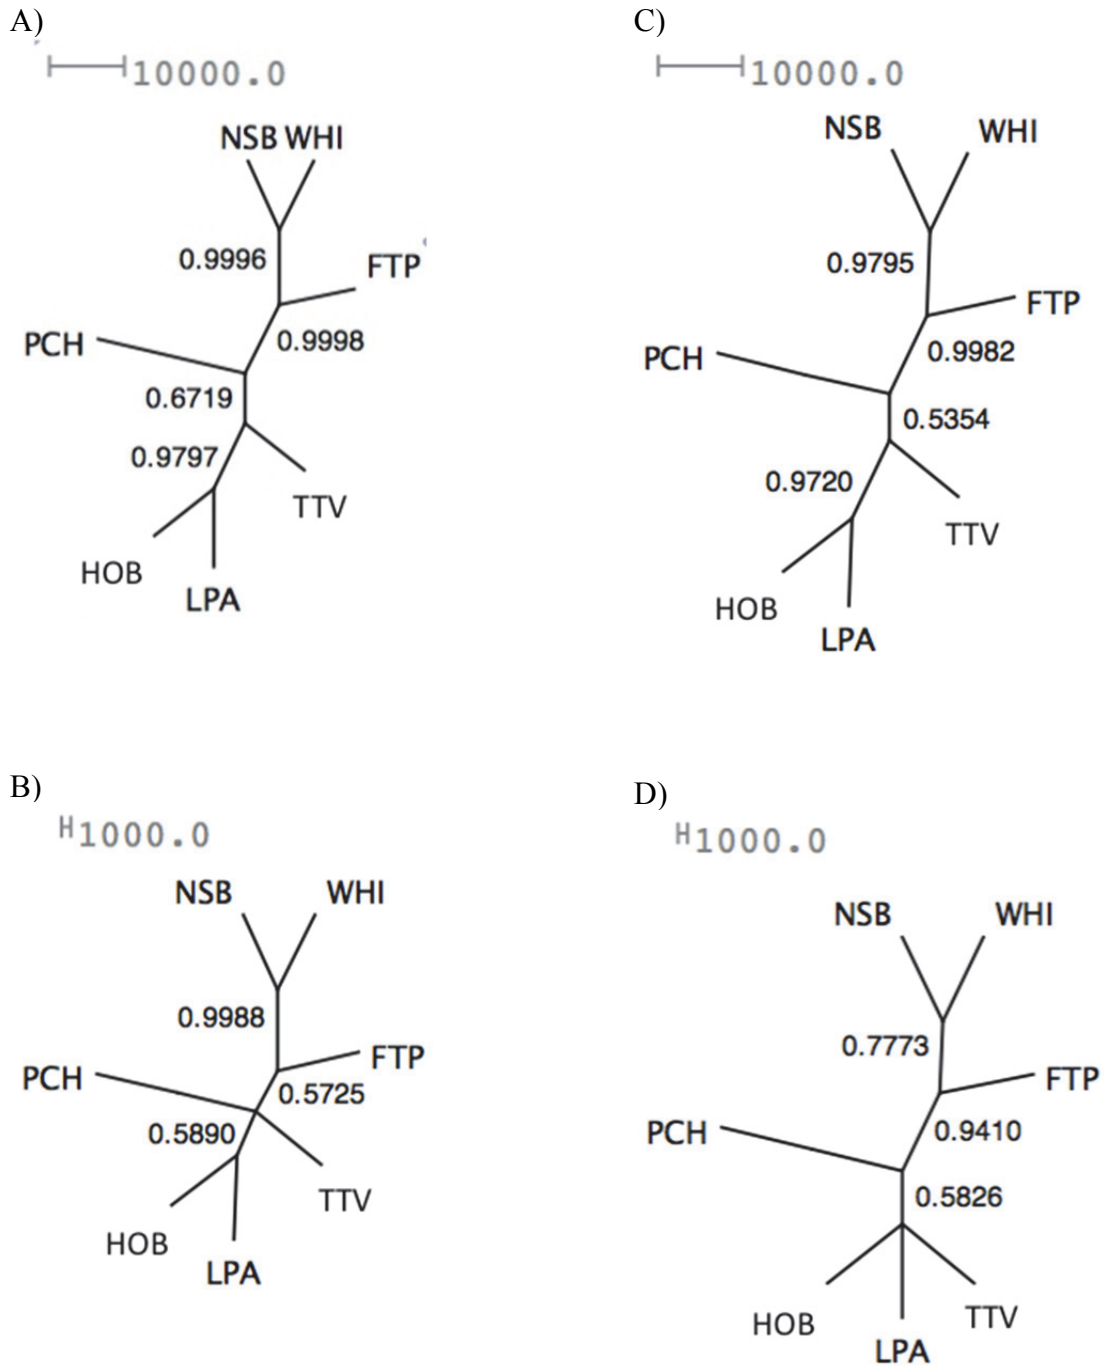 A)
10000.0
NSB WHI
0.9996
FTP
0.9998
PCH
0.6719
0.9797
TTV
HOB
LPA
C)
10000.0
NSB
WHI
0.9795
FTP
0.9982
PCH
0.5354
0.9720
TTV
HOB
LPA
B)
1000.0
NSB
WHI
0.9988
FTP
PCH
0.5725
0.5890
TTV
HOB
LPA
D)
1000.0
NSB
WHI
0.7773
FTP
0.9410
PCH
0.5826
HOB
TTV
LPA